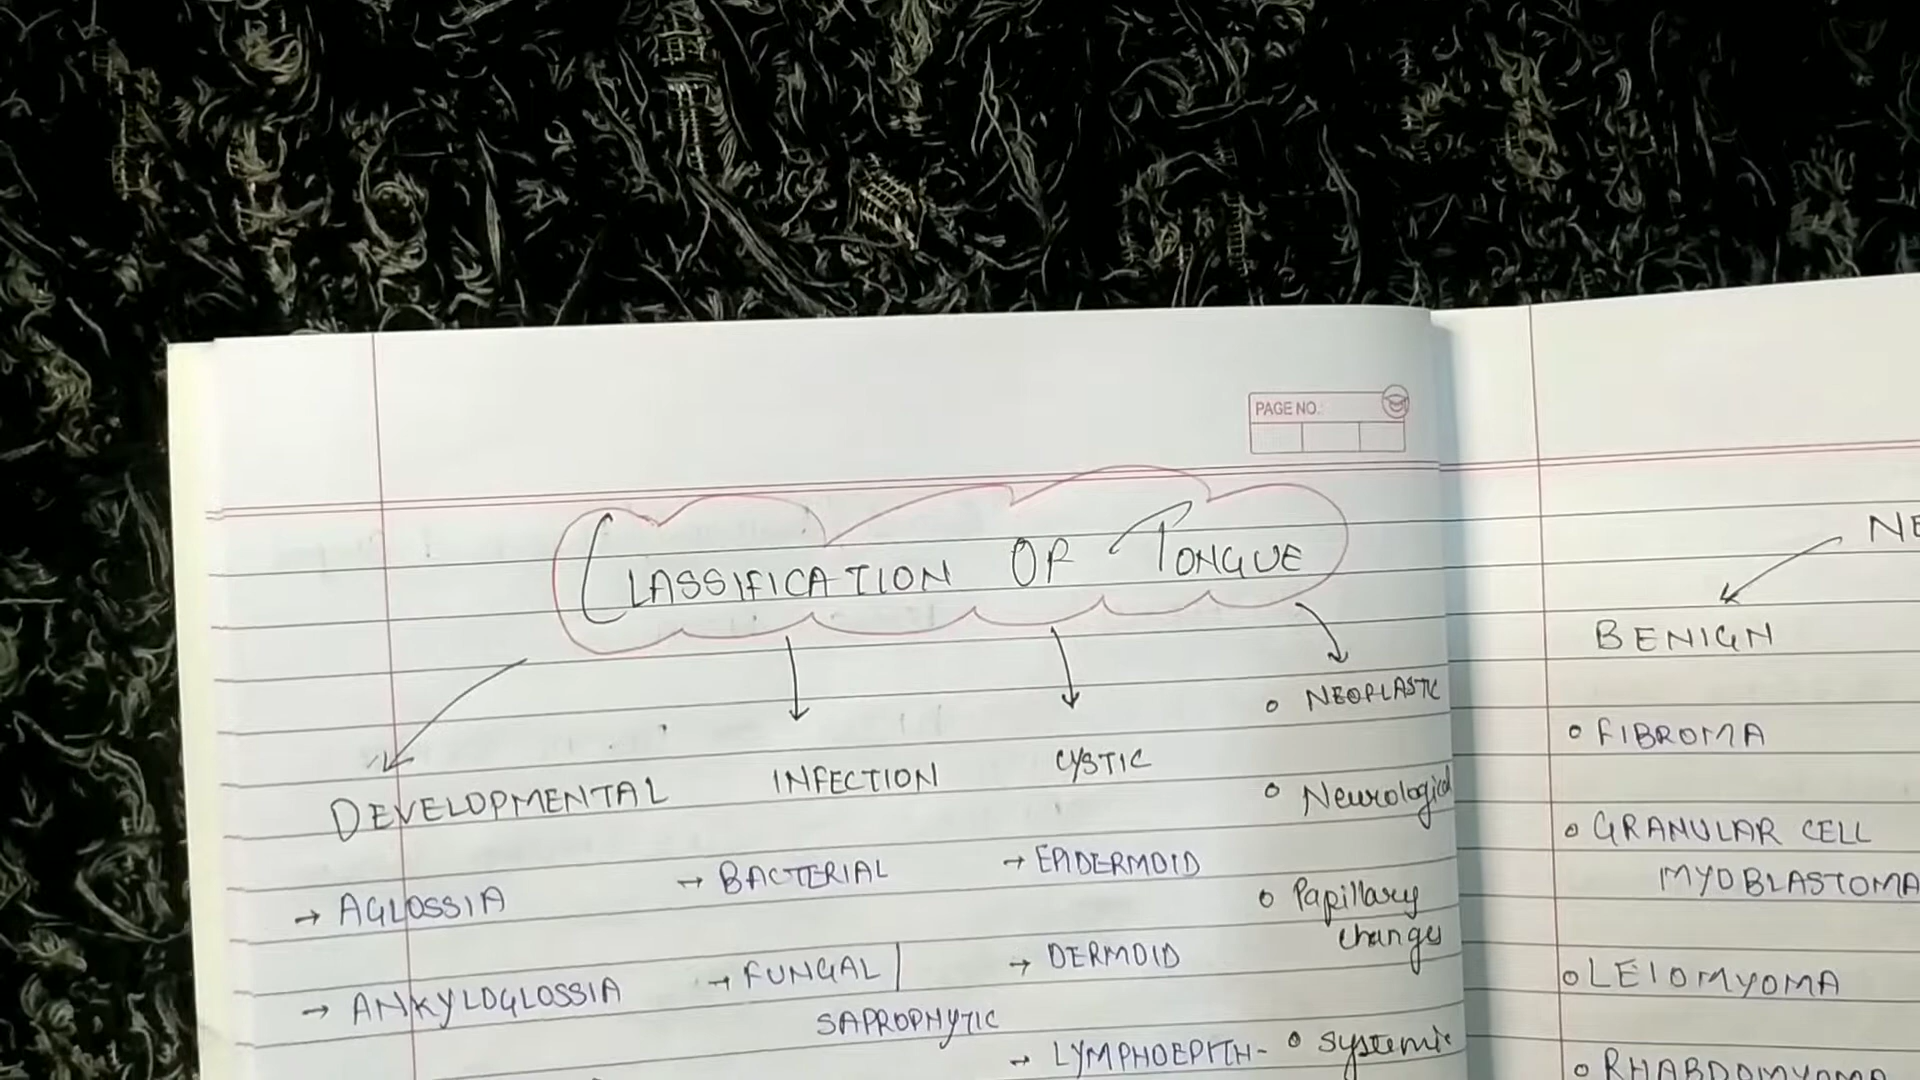 PAGE NO.
CLASSIFICATION OF TONGUE
DEVELOPMENTAL
→ AGLOSSIA
→ ANKYLOGLOSSIA
INFECTION
→ BACTERIAL
→ FUNGAL/
SAPROPHYTIC
CYSTIC
→ EPIDERMOID
→ DERMOID
→ LYMPHOEPITH-
o NEOPLASTIC
o Neurological
o Papillary
changes
o Systemic
NE
BENIGN
o FIBROMA
o GRANULAR CELL
MYOBLASTOMA
o LEIOMYOMA
o RHABDOMYOMA